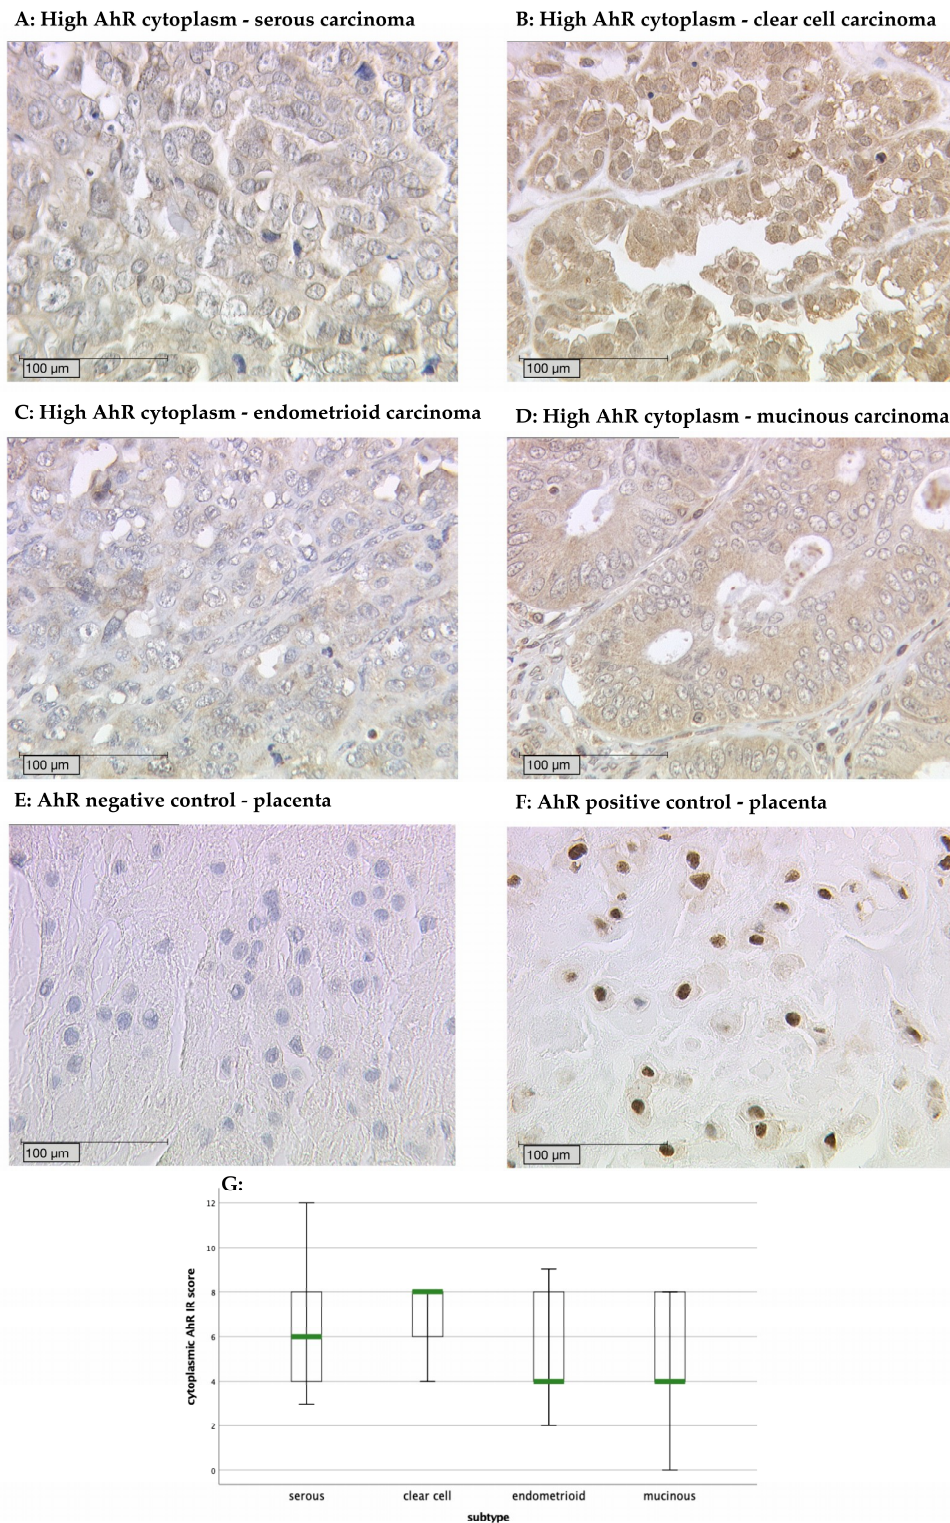 A: High AhR cytoplasm - serous carcinoma
B: High AhR cytoplasm - clear cell carcinoma
100 µm
100 µm
C: High AhR cytoplasm - endometrioid carcinoma
D: High AhR cytoplasm - mucinous carcinoma
100 µm
100 µm
E: AhR negative control - placenta
F: AhR positive control - placenta
100 µm
100 µm
G:
12
10
8
6
4
2
0
cytoplasmic AhR IR score
serous
clear cell
endometrioid
mucinous
subtype